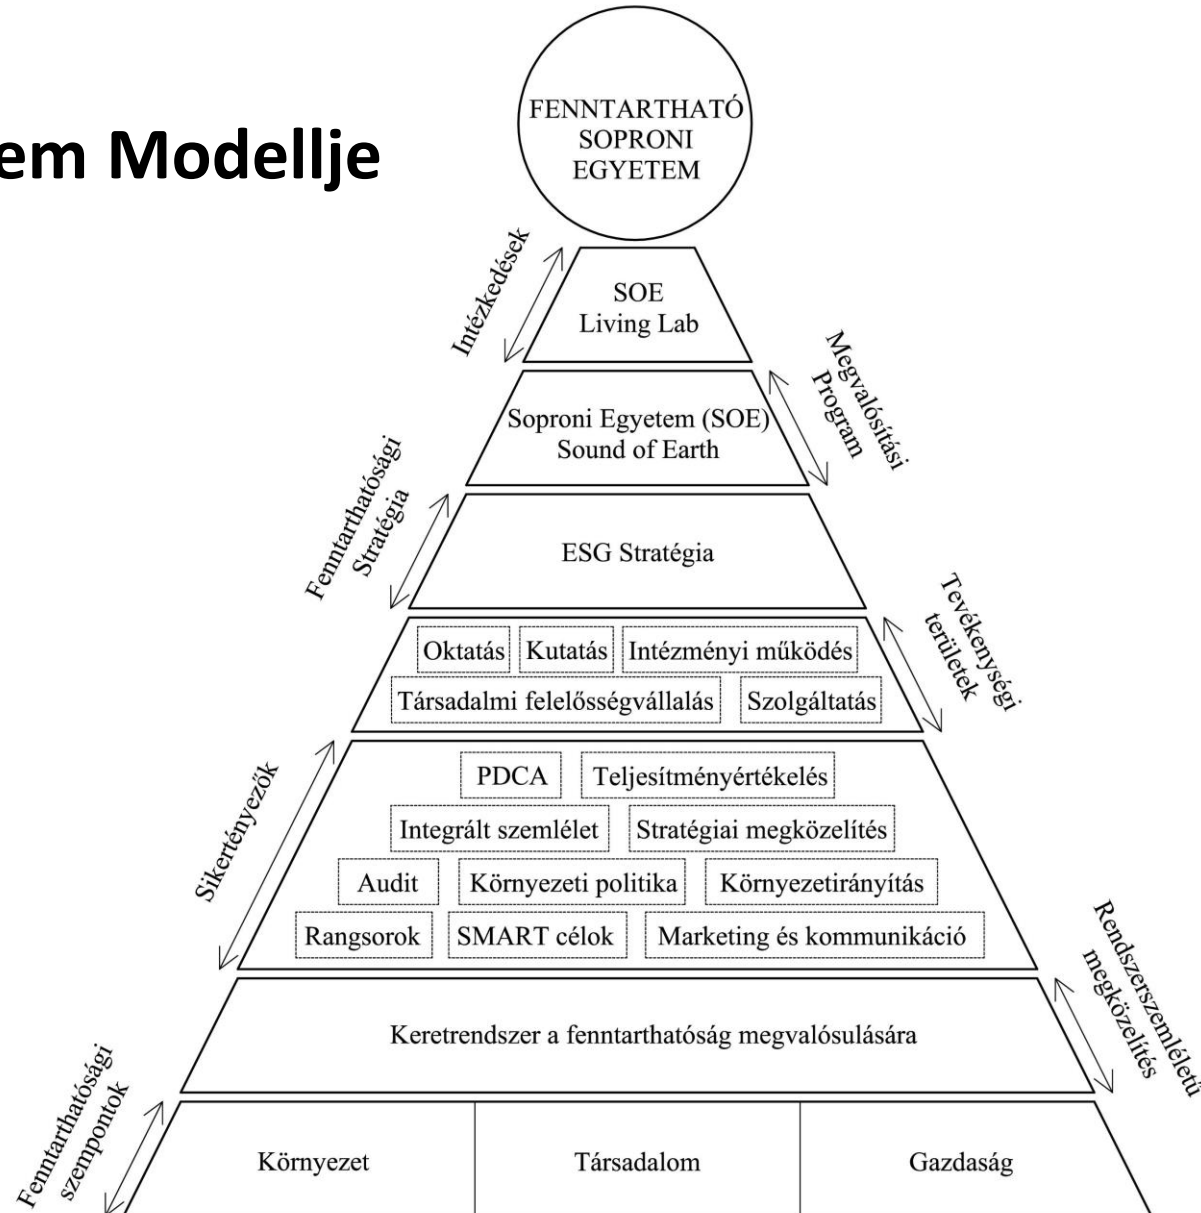 FENNTARTHATÓ
SOPRONI
EGYETEM
em Modellje
Intézkedések
SOE
Living Lab
Megvalósítási
Program
Soproni Egyetem (SOE)
Sound of Earth
Fenntarthatósági
Stratégia
ESG Stratégia
Tevékenységi
területek
Oktatás
Kutatás
Intézményi működés
Társadalmi felelősségvállalás
Szolgáltatás
Sikertényezők
PDCA
Teljesítményértékelés
Integrált szemlélet
Stratégiai megközelítés
Audit
Környezeti politika
Környezetirányítás
Rangsorok
SMART célok
Marketing és kommunikáció
Rendszerszemléletű
megközelítés
Keretrendszer a fenntarthatóság megvalósulására
Fenntarthatósági
szempontok
Környezet
Társadalom
Gazdaság